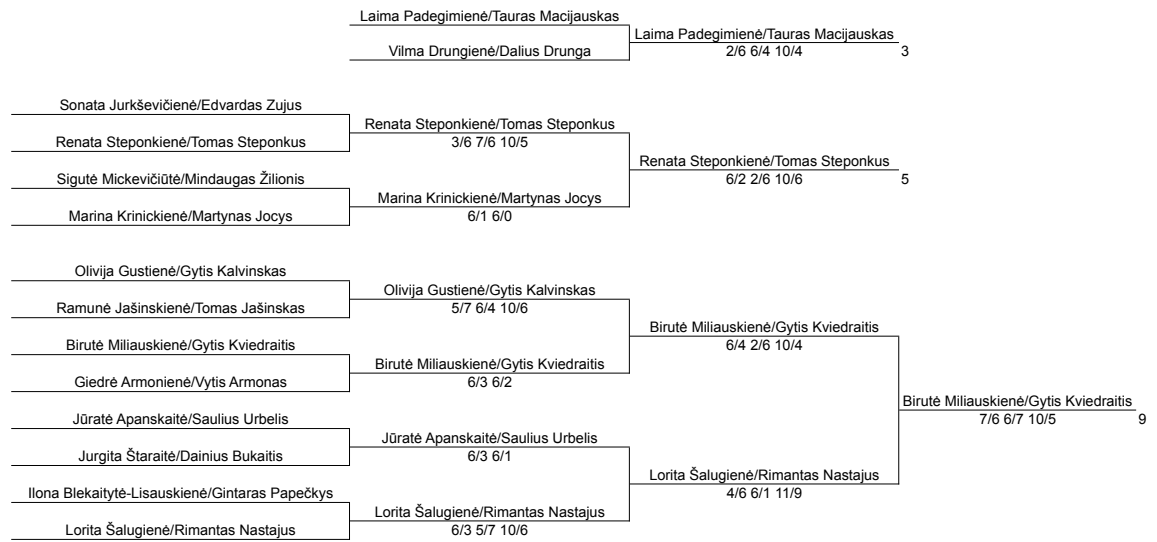 Laima Padegimienė/Tauras Macijauskas
Laima Padegimienė/Tauras Macijauskas
Vilma Drungienė/Dalius Drunga
2/6 6/4 10/4
3
Sonata Jurkševičienė/Edvardas Zujus
Renata Steponkienė/Tomas Steponkus
Renata Steponkienė/Tomas Steponkus
3/6 7/6 10/5
Renata Steponkienė/Tomas Steponkus
6/2 2/6 10/6
5
Sigutė Mickevičiūtė/Mindaugas Žilionis
Marina Krinickienė/Martynas Jocys
Marina Krinickienė/Martynas Jocys
6/1 6/0
Olivija Gustienė/Gytis Kalvinskas
Olivija Gustienė/Gytis Kalvinskas
Ramunė Jašinskienė/Tomas Jašinskas
5/7 6/4 10/6
Birutė Miliauskienė/Gytis Kviedraitis
6/4 2/6 10/4
Birutė Miliauskienė/Gytis Kviedraitis
Birutė Miliauskienė/Gytis Kviedraitis
Giedrė Armonienė/Vytis Armonas
6/3 6/2
Birutė Miliauskienė/Gytis Kviedraitis
7/6 6/7 10/5
9
Jūratė Apanskaitė/Saulius Urbelis
Jūratė Apanskaitė/Saulius Urbelis
Jurgita Štaraitė/Dainius Bukaitis
6/3 6/1
Lorita Šalugienė/Rimantas Nastajus
4/6 6/1 11/9
Ilona Blekaitytė-Lisauskienė/Gintaras Papečkys
Lorita Šalugienė/Rimantas Nastajus
Lorita Šalugienė/Rimantas Nastajus
6/3 5/7 10/6